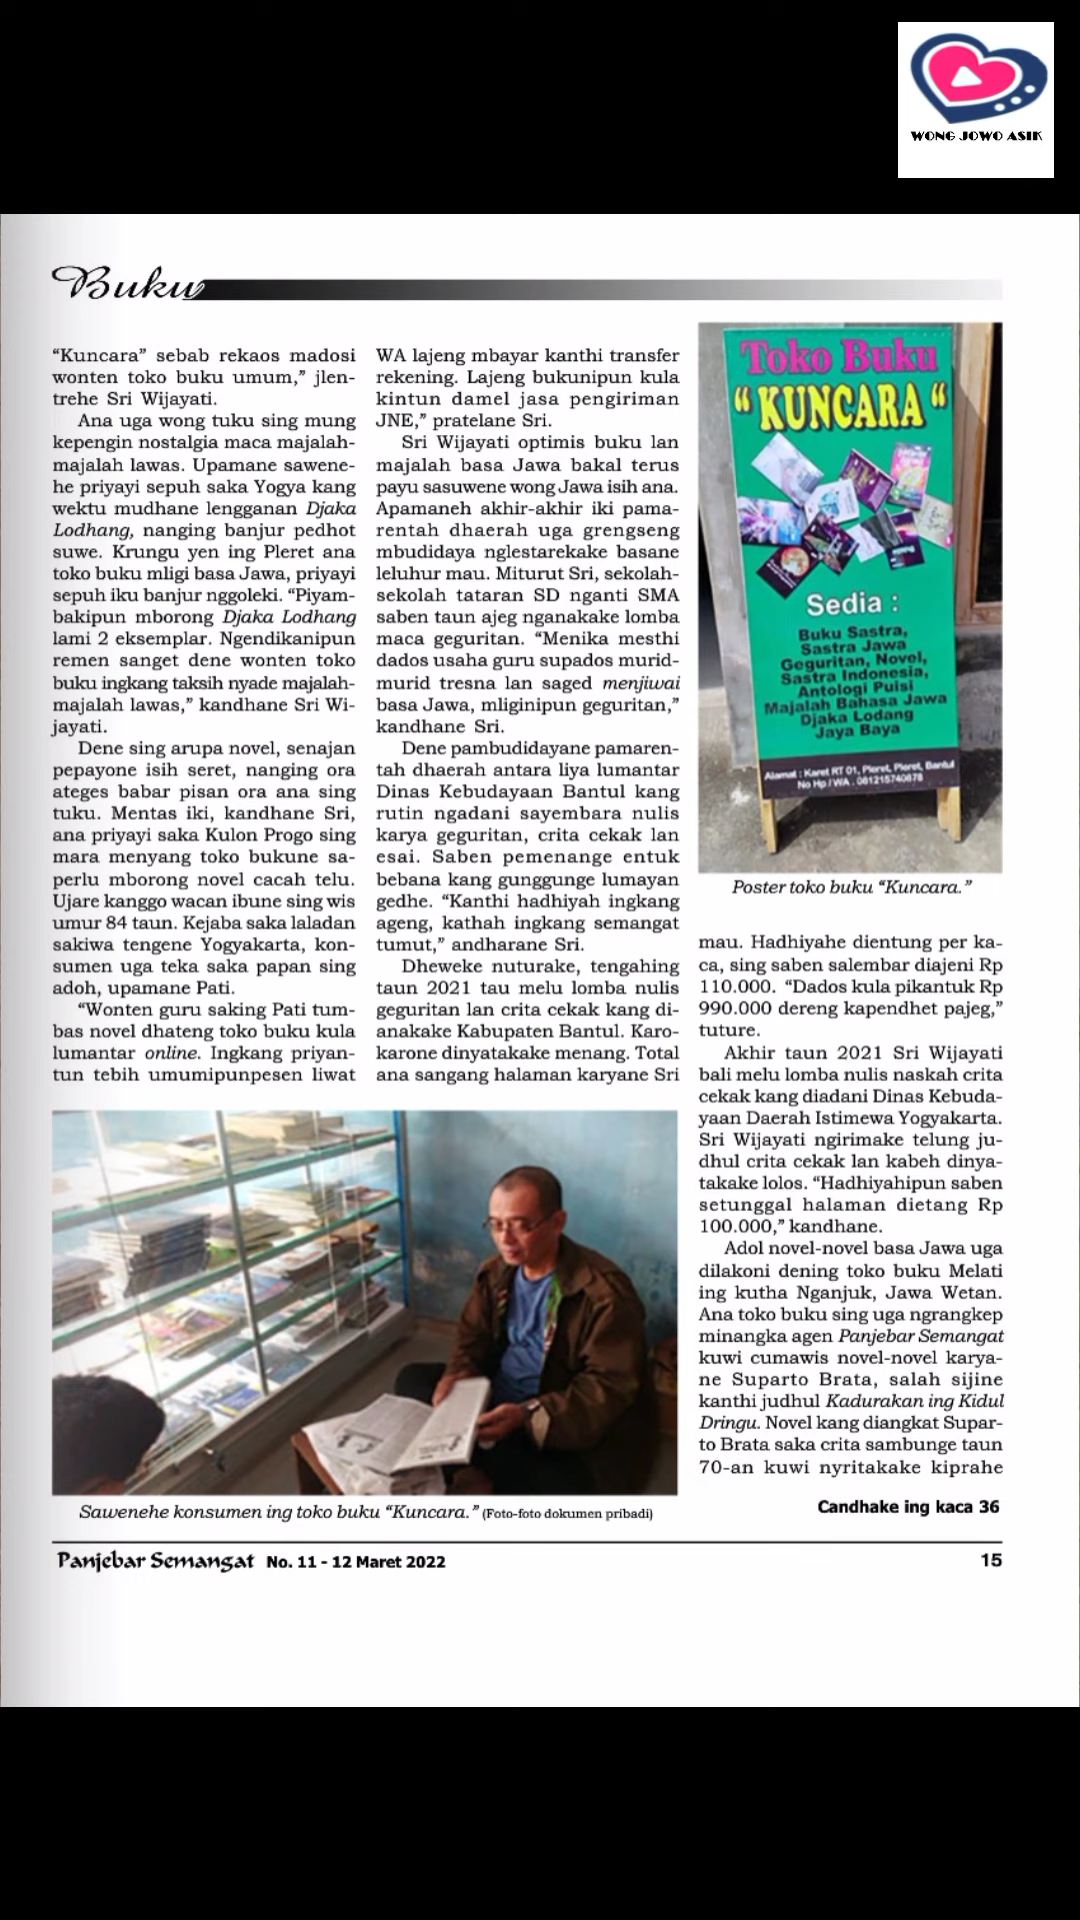 WONG JOWO ASIK
Buku
“Kuncara” sebab rekaos madosi
wonten toko buku umum,” jlen-
trehe Sri Wijayati.
Ana uga wong tuku sing mung
kepengin nostalgia maca majalah-
majalah lawas. Upamane sawene-
he priyayi sepuh saka Yogya kang
wektu mudhane lengganan Djaka
Lodhang, nanging banjur pedhot
suwe. Krungu yen ing Pleret ana
toko buku mligi basa Jawa, priyayi
sepuh iku banjur nggoleki. “Piyam-
bakipun mborong Djaka Lodhang
lami 2 eksemplar. Ngendikanipun
remen sanget dene wonten toko
buku ingkang taksih nyade majalah-
majalah lawas,” kandhane Sri Wi-
jayati.
Dene sing arupa novel, senajan
pepayone isih seret, nanging ora
ateges babar pisan ora ana sing
tuku. Mentas iki, kandhane Sri,
ana priyayi saka Kulon Progo sing
mara menyang toko bukune sa-
perlu mborong novel cacah telu.
Ujare kanggo wacan ibune sing wis
umur 84 taun. Kejaba saka laladan
sakiwa tengene Yogyakarta, kon-
sumen uga teka saka papan sing
adoh, upamane Pati.
“Wonten guru saking Pati tum-
bas novel dhateng toko buku kula
lumantar online. Ingkang priyan-
tun tebih umumipunpesen liwat
WA lajeng mbayar kanthi transfer
rekening. Lajeng bukunipun kula
kintun damel jasa pengiriman
JNE,” pratelane Sri.
Sri Wijayati optimis buku lan
majalah basa Jawa bakal terus
payu sasuwene wong Jawa isih ana.
Apamaneh akhir-akhir iki pama-
rentah dhaerah uga grengseng
mbudidaya nglestarekake basane
leluhur mau. Miturut Sri, sekolah-
sekolah tataran SD nganti SMA
saben taun ajeg nganakake lomba
maca geguritan. “Menika mesthi
dados usaha guru supados murid-
murid tresna lan saged menjiwai
basa Jawa, mliginipun geguritan,”
kandhane Sri.
Dene pambudidayane pamaren-
tah dhaerah antara liya lumantar
Dinas Kebudayaan Bantul kang
rutin ngadani sayembara nulis
karya geguritan, crita cekak lan
esai. Saben pemenange entuk
bebana kang gunggunge lumayan
gedhe. “Kanthi hadhiyah ingkang
ageng, kathah ingkang semangat
tumut,” andharane Sri.
Dheweke nuturake, tengahing
taun 2021 tau melu lomba nulis
geguritan lan crita cekak kang di-
anakake Kabupaten Bantul. Karo-
karone dinyatakake menang. Total
ana sangang halaman karyane Sri
Toko Buku
“ KUNCARA “
Sedia :
Buku Sastra,
Sastra Jawa
Geguritan, Novel,
Sastra Indonesia,
Antologi Puisi
Majalah Bahasa Jawa
Djaka Lodang
Jaya Baya
Alamat : Karet RT 01, Pleret, Pleret, Bantul
No Hp / WA . 081215740878
Poster toko buku “Kuncara.”
mau. Hadhiyahe dientung per ka-
ca, sing saben salembar diajeni Rp
110.000. “Dados kula pikantuk Rp
990.000 dereng kapendhet pajeg,”
tuture.
Akhir taun 2021 Sri Wijayati
bali melu lomba nulis naskah crita
cekak kang diadani Dinas Kebuda-
yaan Daerah Istimewa Yogyakarta.
Sri Wijayati ngirimake telung ju-
dhul crita cekak lan kabeh dinya-
takake lolos. “Hadhiyahipun saben
setunggal halaman dietang Rp
100.000,” kandhane.
Adol novel-novel basa Jawa uga
dilakoni dening toko buku Melati
ing kutha Nganjuk, Jawa Wetan.
Ana toko buku sing uga ngrangkep
minangka agen Panjebar Semangat
kuwi cumawis novel-novel karya-
ne Suparto Brata, salah sijine
kanthi judhul Kadurakan ing Kidul
Dringu. Novel kang diangkat Supar-
to Brata saka crita sambunge taun
70-an kuwi nyritakake kiprahe
Candhake ing kaca 36
Sawenehe konsumen ing toko buku “Kuncara.” (Foto-foto dokumen pribadi)
Panjebar Semangat No. 11 - 12 Maret 2022
15